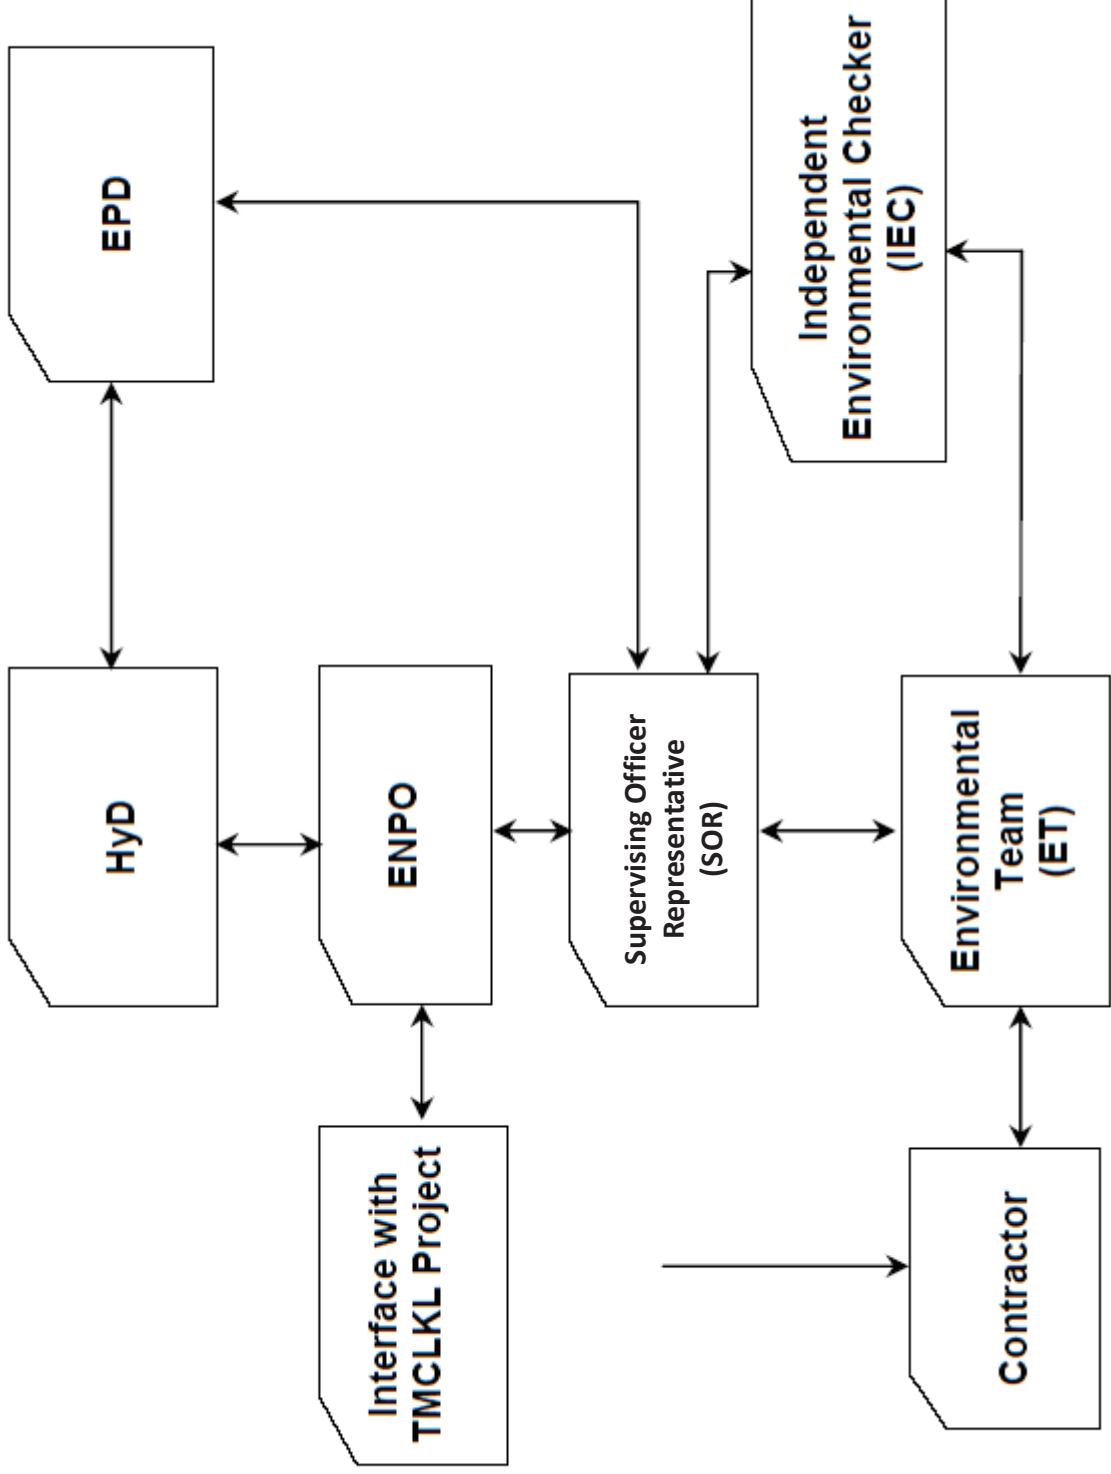 EPD
HyD
Independent
Environmental Checker
(IEC)
ENPO
Interface with
TMCLKL Project
Supervising Officer
Representative
(SOR)
Environmental
Team
(ET)
Contractor